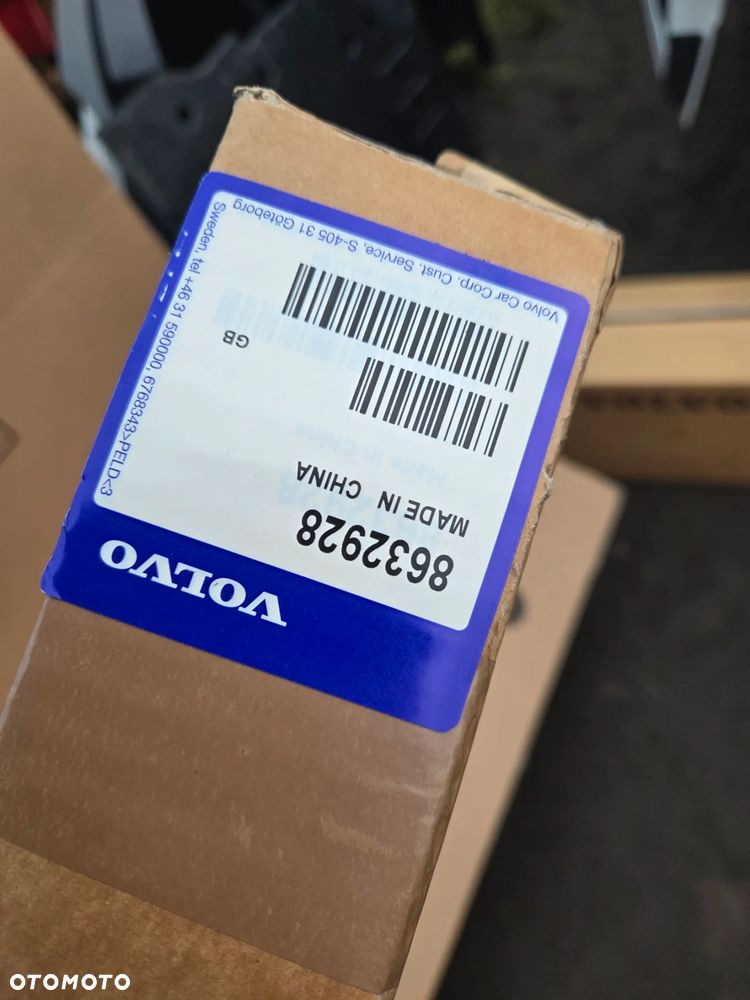 VOLVO
8632928
MADE IN CHINA
GB
Volvo Car Corp. Cust. Service, S-405 31 Göteborg
Sweden, tel +46 31 590000, 6768343>PELD<3
VOLVO
OTOMOTO